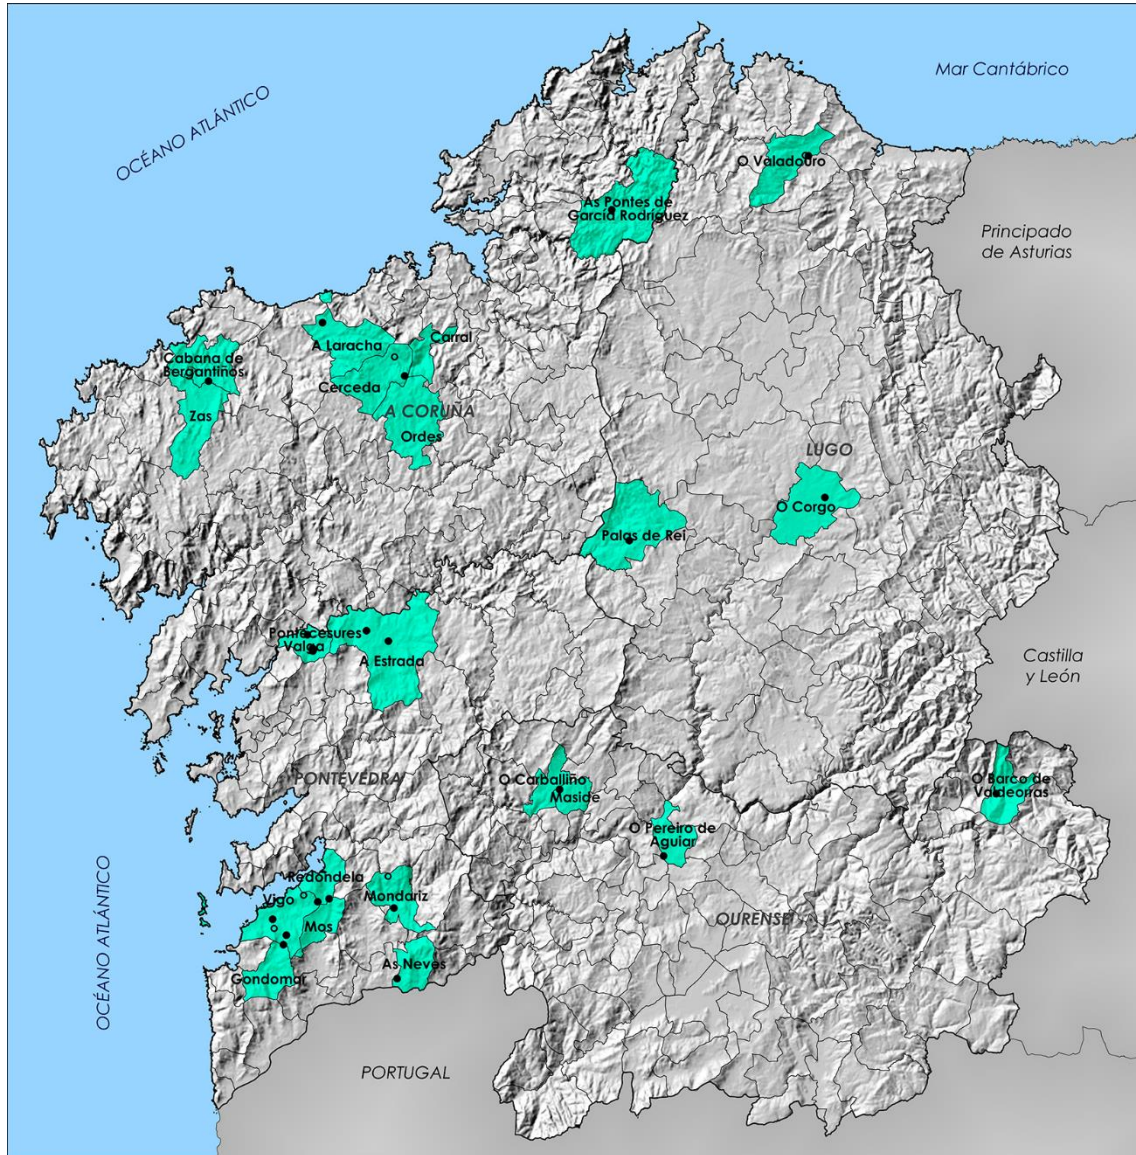 Mar Cantábrico
OCÉANO ATLÁNTICO
O Valadouro
As Pontes de
García Rodríguez
Principado
de Asturias
A Laracha
Carral
Cabana de
Bergantiños
Cerceda
A CORUÑA
Zas
Ordes
LUGO
O Corgo
Palas de Rei
Pontecesures
Valga
A Estrada
Castilla
y León
PONTEVEDRA
O Carballiño
Maside
O Barco de
Valdeorras
O Pereiro de
Aguiar
OCÉANO ATLÁNTICO
Redondela
Vigo
Mondariz
Mos
OURENSE
As Neves
Gondomar
PORTUGAL